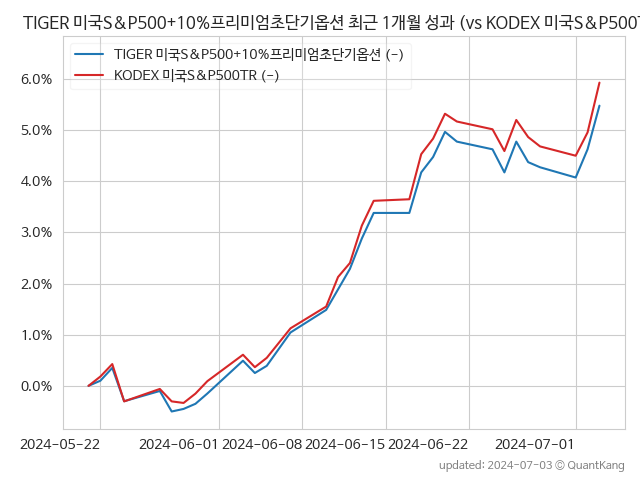 TIGER 미국S&P500+10%프리미엄초단기옵션 최근 1개월 성과 (vs KODEX 미국S&P500T
TIGER 미국S&P500+10%프리미엄초단기옵션 (-)
KODEX 미국S&P500TR (-)
6.0%
5.0%
4.0%
3.0%
2.0%
1.0%
0.0%
2024-05-22 2024-06-01 2024-06-08 2024-06-15 2024-06-22 2024-07-01
updated: 2024-07-03 © QuantKang